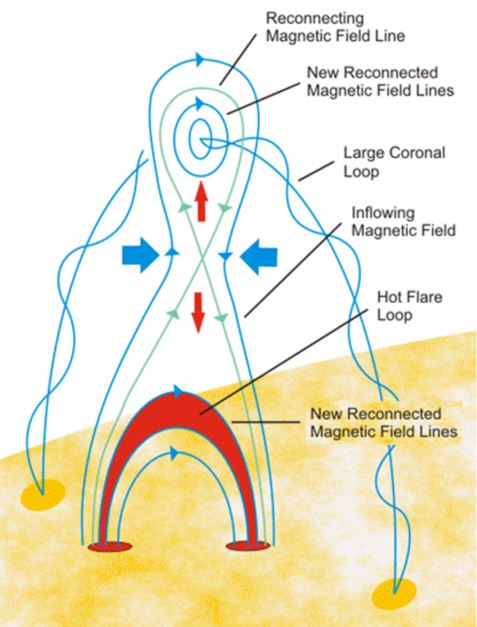 Reconnecting
Magnetic Field Line
New Reconnected
Magnetic Field Lines
Large Coronal
Loop
Inflowing
Magnetic Field
Hot Flare
Loop
New Reconnected
Magnetic Field Lines